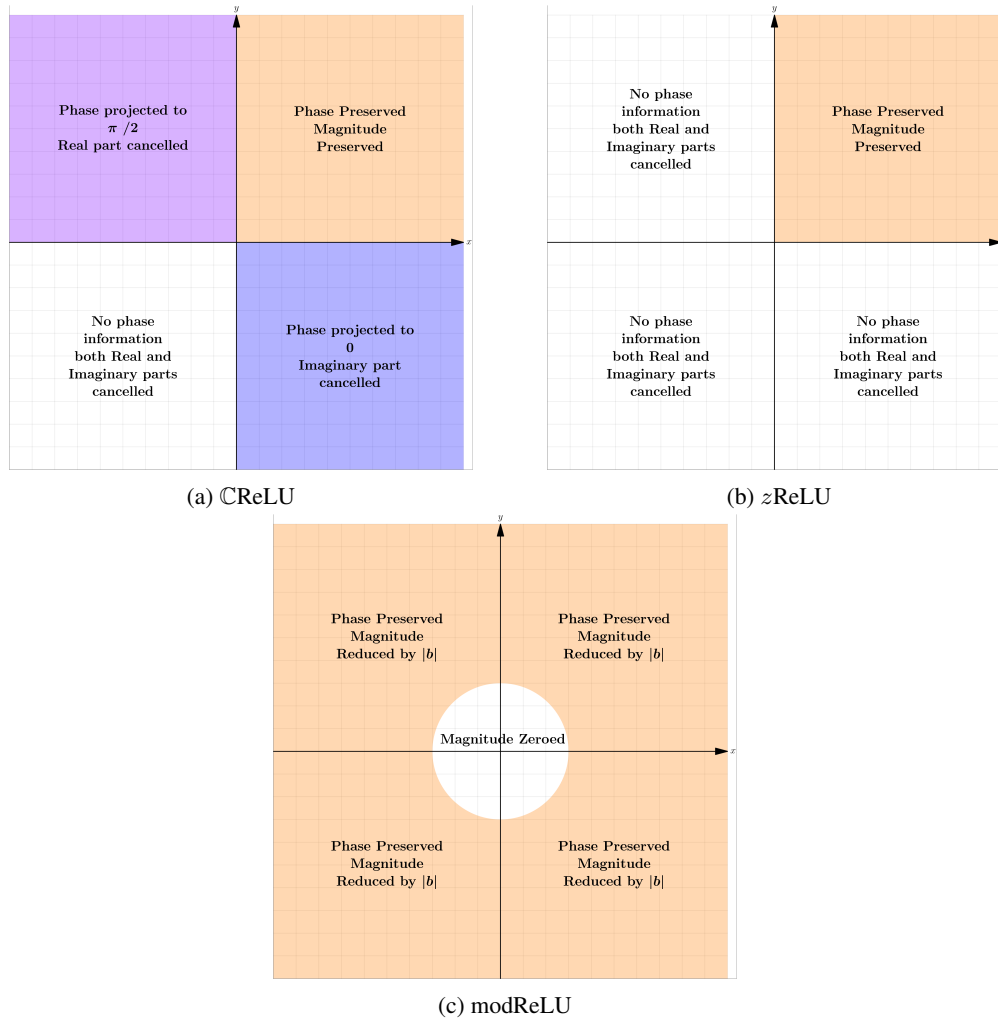 y
Phase projected to
π /2
Real part cancelled
Phase Preserved
Magnitude
Preserved
x
No phase
information
both Real and
Imaginary parts
cancelled
Phase projected to
0
Imaginary part
cancelled
(a) ℂReLU
y
No phase
information
both Real and
Imaginary parts
cancelled
Phase Preserved
Magnitude
Preserved
No phase
information
both Real and
Imaginary parts
cancelled
No phase
information
both Real and
Imaginary parts
cancelled
(b) zReLU
y
Phase Preserved
Magnitude
Reduced by |b|
Phase Preserved
Magnitude
Reduced by |b|
Magnitude Zeroed
x
Phase Preserved
Magnitude
Reduced by |b|
Phase Preserved
Magnitude
Reduced by |b|
(c) modReLU